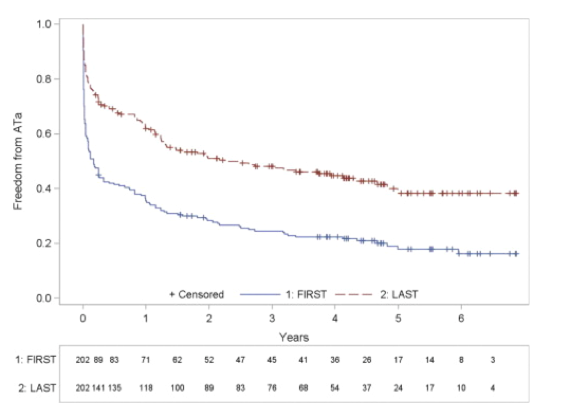 Freedom from ATa
1.0
0.8
0.6
0.4
0.2
0.0
+ Censored 1: FIRST 2: LAST
0 1 2 3 4 5 6
Years
1: FIRST 202 89 83 71 62 52 47 45 41 36 26 17 14 8 3
2: LAST 202 141 135 118 100 89 83 76 68 54 37 24 17 10 4